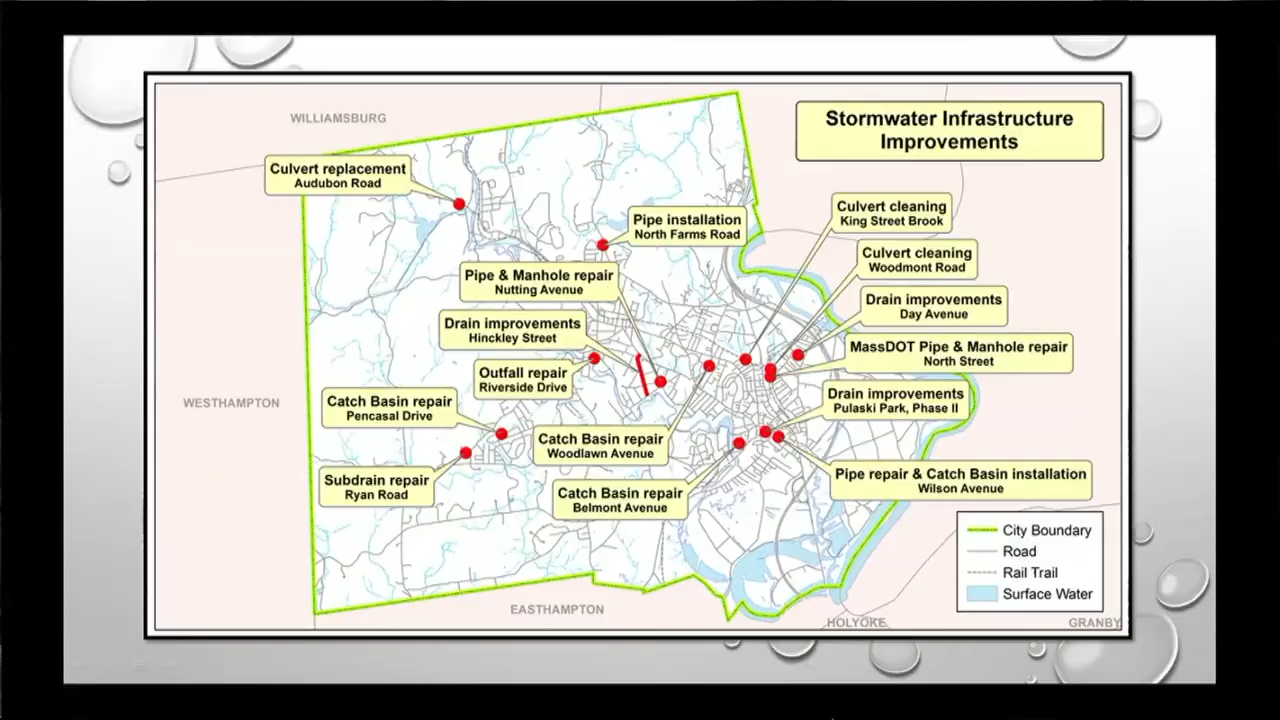 Stormwater Infrastructure
Improvements
WILLIAMSBURG
Culvert replacement
Audubon Road
Pipe installation
North Farms Road
Culvert cleaning
King Street Brook
Culvert cleaning
Woodmont Road
Pipe & Manhole repair
Nutting Avenue
Drain improvements
Day Avenue
Drain improvements
Hinckley Street
MassDOT Pipe & Manhole repair
North Street
Outfall repair
Riverside Drive
Drain improvements
Pulaski Park, Phase II
WESTHAMPTON
Catch Basin repair
Pencasal Drive
Catch Basin repair
Woodlawn Avenue
Subdrain repair
Ryan Road
Pipe repair & Catch Basin installation
Wilson Avenue
Catch Basin repair
Belmont Avenue
City Boundary
Road
Rail Trail
Surface Water
EASTHAMPTON
HOLYOKE
GRANBY